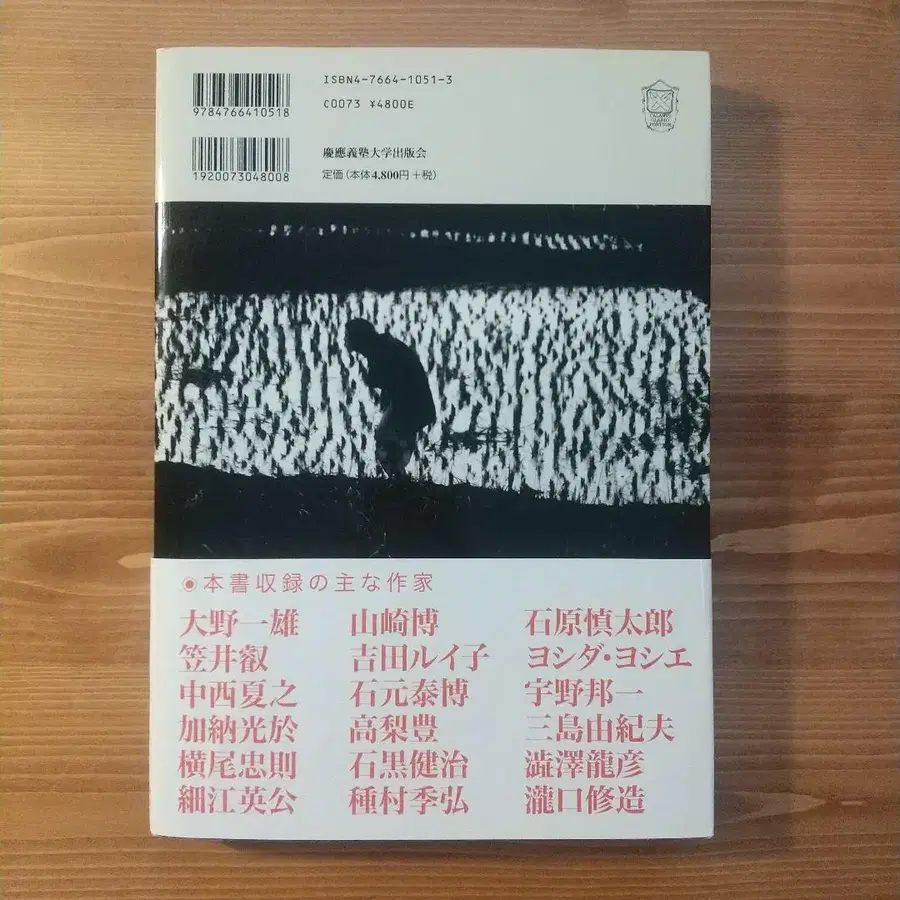 ISBN4-7664-1051-3
9784766410518
C0073 ¥4800E
慶應義塾大学出版会
1920073048008
定価(本体4,800円+税)
CALAMVS
GLADIO
FORTIOR
◉本書収録の主な作家
大野一雄 山崎博 石原慎太郎
笠井叡 吉田ルイ子 ヨシダ・ヨシエ
中西夏之 石元泰博 宇野邦一
加納光於 高梨豊 三島由紀夫
横尾忠則 石黒健治 澁澤龍彦
細江英公 種村季弘 瀧口修造